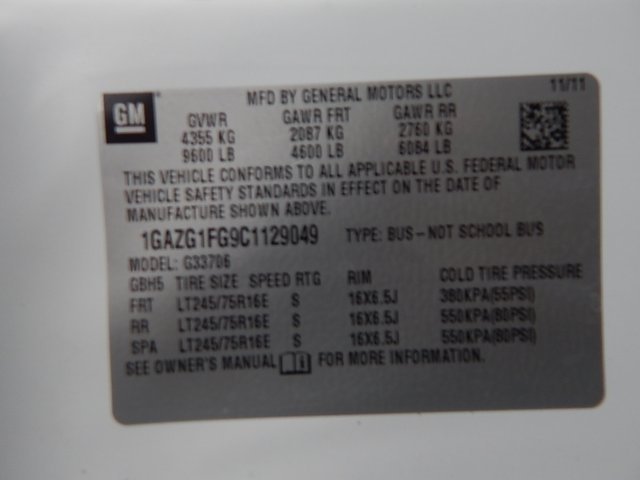 GM
MFD BY GENERAL MOTORS LLC 11/11
GVWR GAWR FRT GAWR RR
4355 KG 2087 KG 2760 KG
9600 LB 4600 LB 6084 LB
THIS VEHICLE CONFORMS TO ALL APPLICABLE U.S. FEDERAL MOTOR
VEHICLE SAFETY STANDARDS IN EFFECT ON THE DATE OF
MANUFACTURE SHOWN ABOVE.
1GAZG1FG9C1129049 TYPE: BUS-NOT SCHOOL BUS
MODEL: G33706
GBH5 TIRE SIZE SPEED RTG RIM COLD TIRE PRESSURE
FRT LT245/75R16E S 16X6.5J 380KPA(55PSI)
RR LT245/75R16E S 16X6.5J 550KPA(80PSI)
SPA LT245/75R16E S 16X6.5J 550KPA(80PSI)
SEE OWNER'S MANUAL FOR MORE INFORMATION.